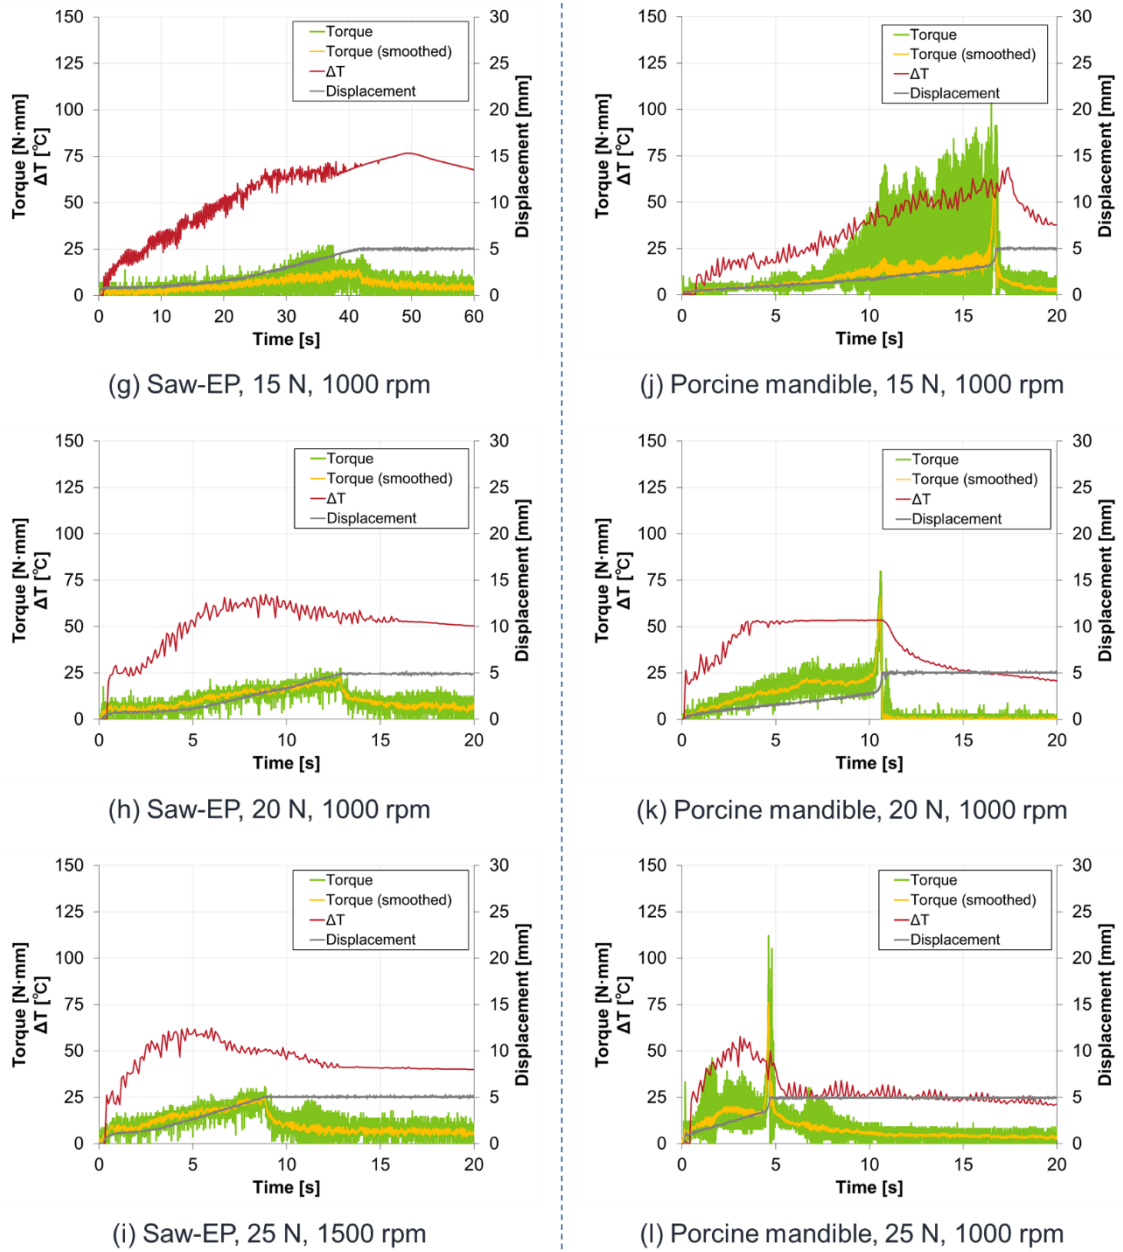 150
125
100
75
50
25
0
Torque [N·mm]
ΔT [℃]
30
25
20
15
10
5
0
Displacement [mm]
Torque
Torque (smoothed)
ΔT
Displacement
0 10 20 30 40 50 60
Time [s]
(g) Saw-EP, 15 N, 1000 rpm
150
125
100
75
50
25
0
Torque [N·mm]
ΔT [℃]
30
25
20
15
10
5
0
Displacement [mm]
Torque
Torque (smoothed)
ΔT
Displacement
0 5 10 15 20
Time [s]
(j) Porcine mandible, 15 N, 1000 rpm
150
125
100
75
50
25
0
Torque [N·mm]
ΔT [℃]
30
25
20
15
10
5
0
Displacement [mm]
Torque
Torque (smoothed)
ΔT
Displacement
0 5 10 15 20
Time [s]
(h) Saw-EP, 20 N, 1000 rpm
150
125
100
75
50
25
0
Torque [N·mm]
ΔT [℃]
30
25
20
15
10
5
0
Displacement [mm]
Torque
Torque (smoothed)
ΔT
Displacement
0 5 10 15 20
Time [s]
(k) Porcine mandible, 20 N, 1000 rpm
150
125
100
75
50
25
0
Torque [N·mm]
ΔT [℃]
30
25
20
15
10
5
0
Displacement [mm]
Torque
Torque (smoothed)
ΔT
Displacement
0 5 10 15 20
Time [s]
(i) Saw-EP, 25 N, 1500 rpm
150
125
100
75
50
25
0
Torque [N·mm]
ΔT [℃]
30
25
20
15
10
5
0
Displacement [mm]
Torque
Torque (smoothed)
ΔT
Displacement
0 5 10 15 20
Time [s]
(l) Porcine mandible, 25 N, 1000 rpm